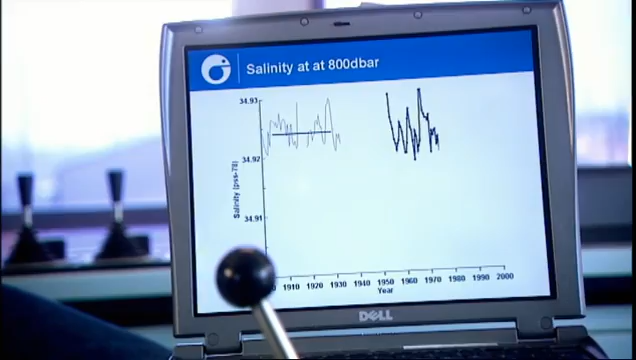 Salinity at at 800dbar
34.93
34.92
34.91
Salinity (pss-78)
1910 1920 1930 1940 1950 1960 1970 1980 1990 2000
Year
DELL